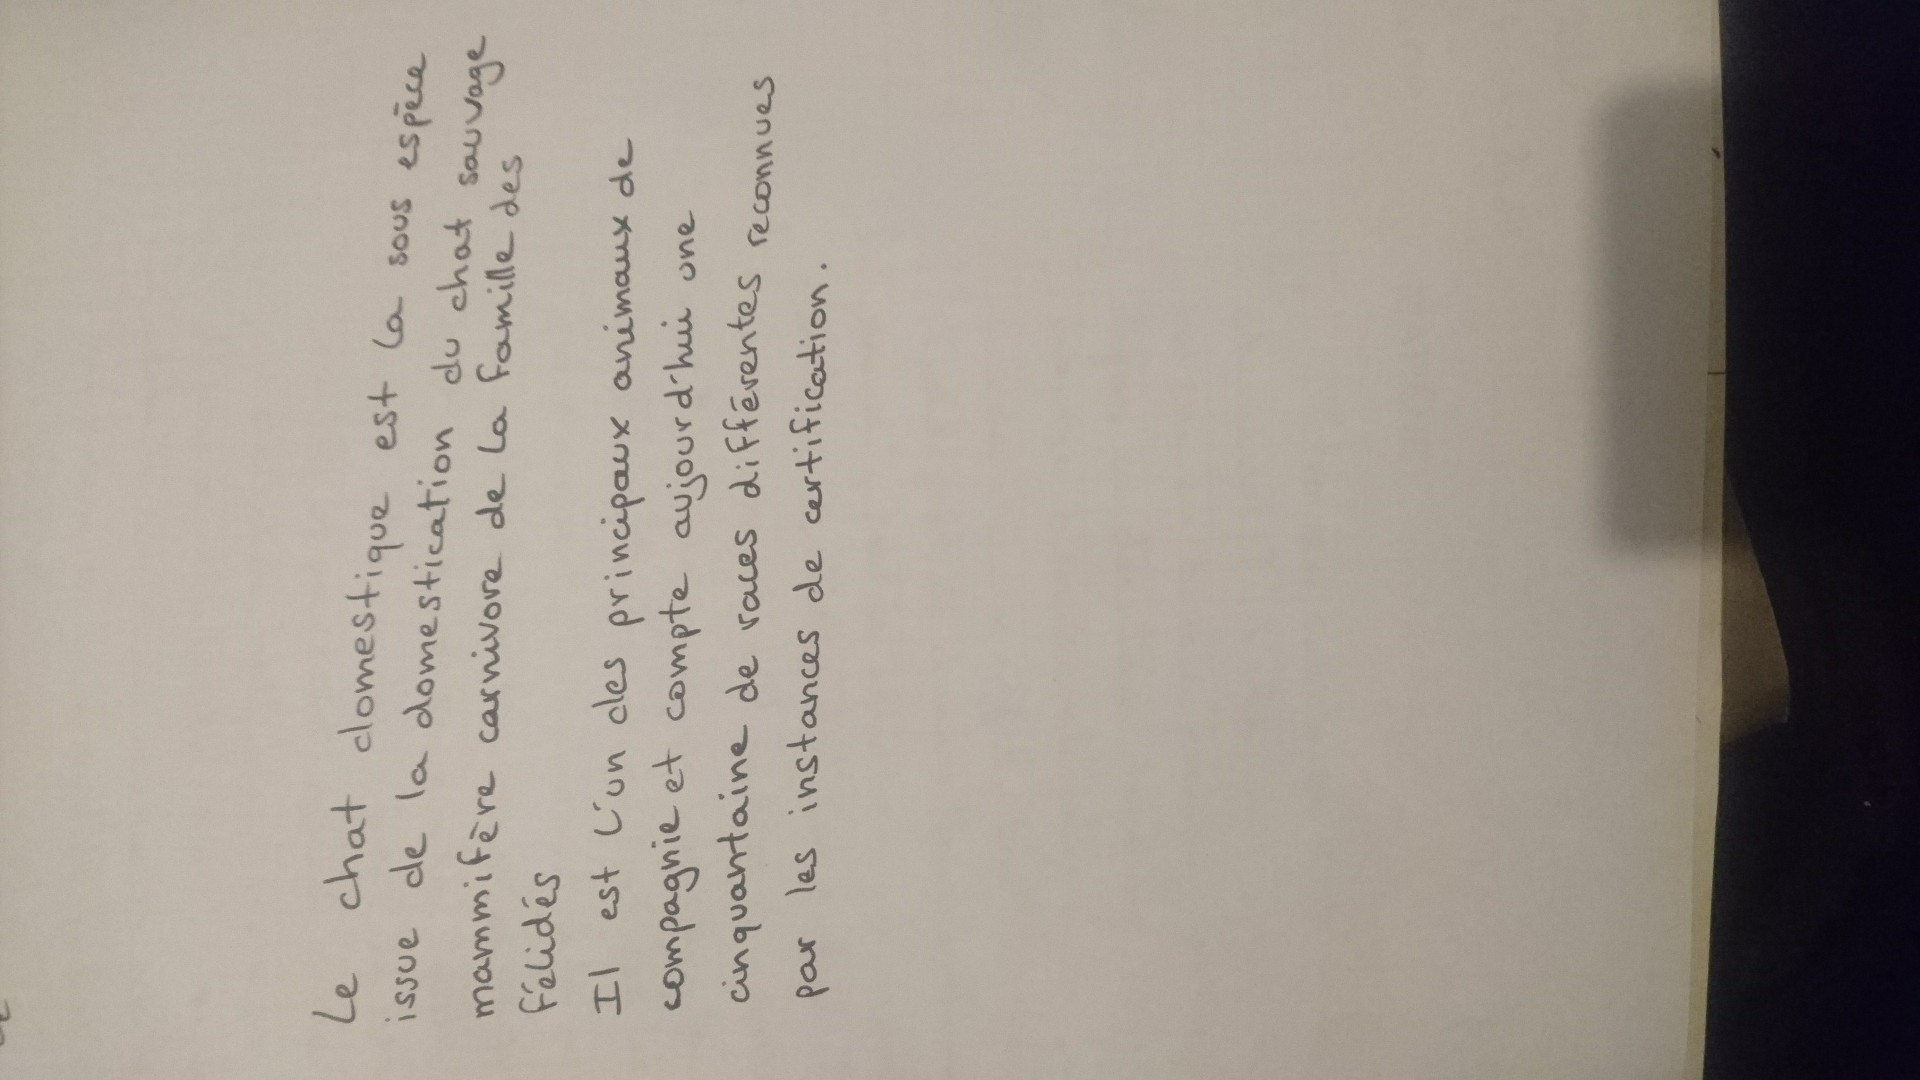 Le chat domestique est la sous espèce
issue de la domestication du chat sauvage
mammifère carnivore de la famille des
félidés
Il est l'un des principaux animaux de
compagnie et compte aujourd'hui une
cinquantaine de races différentes reconnues
par les instances de certification.